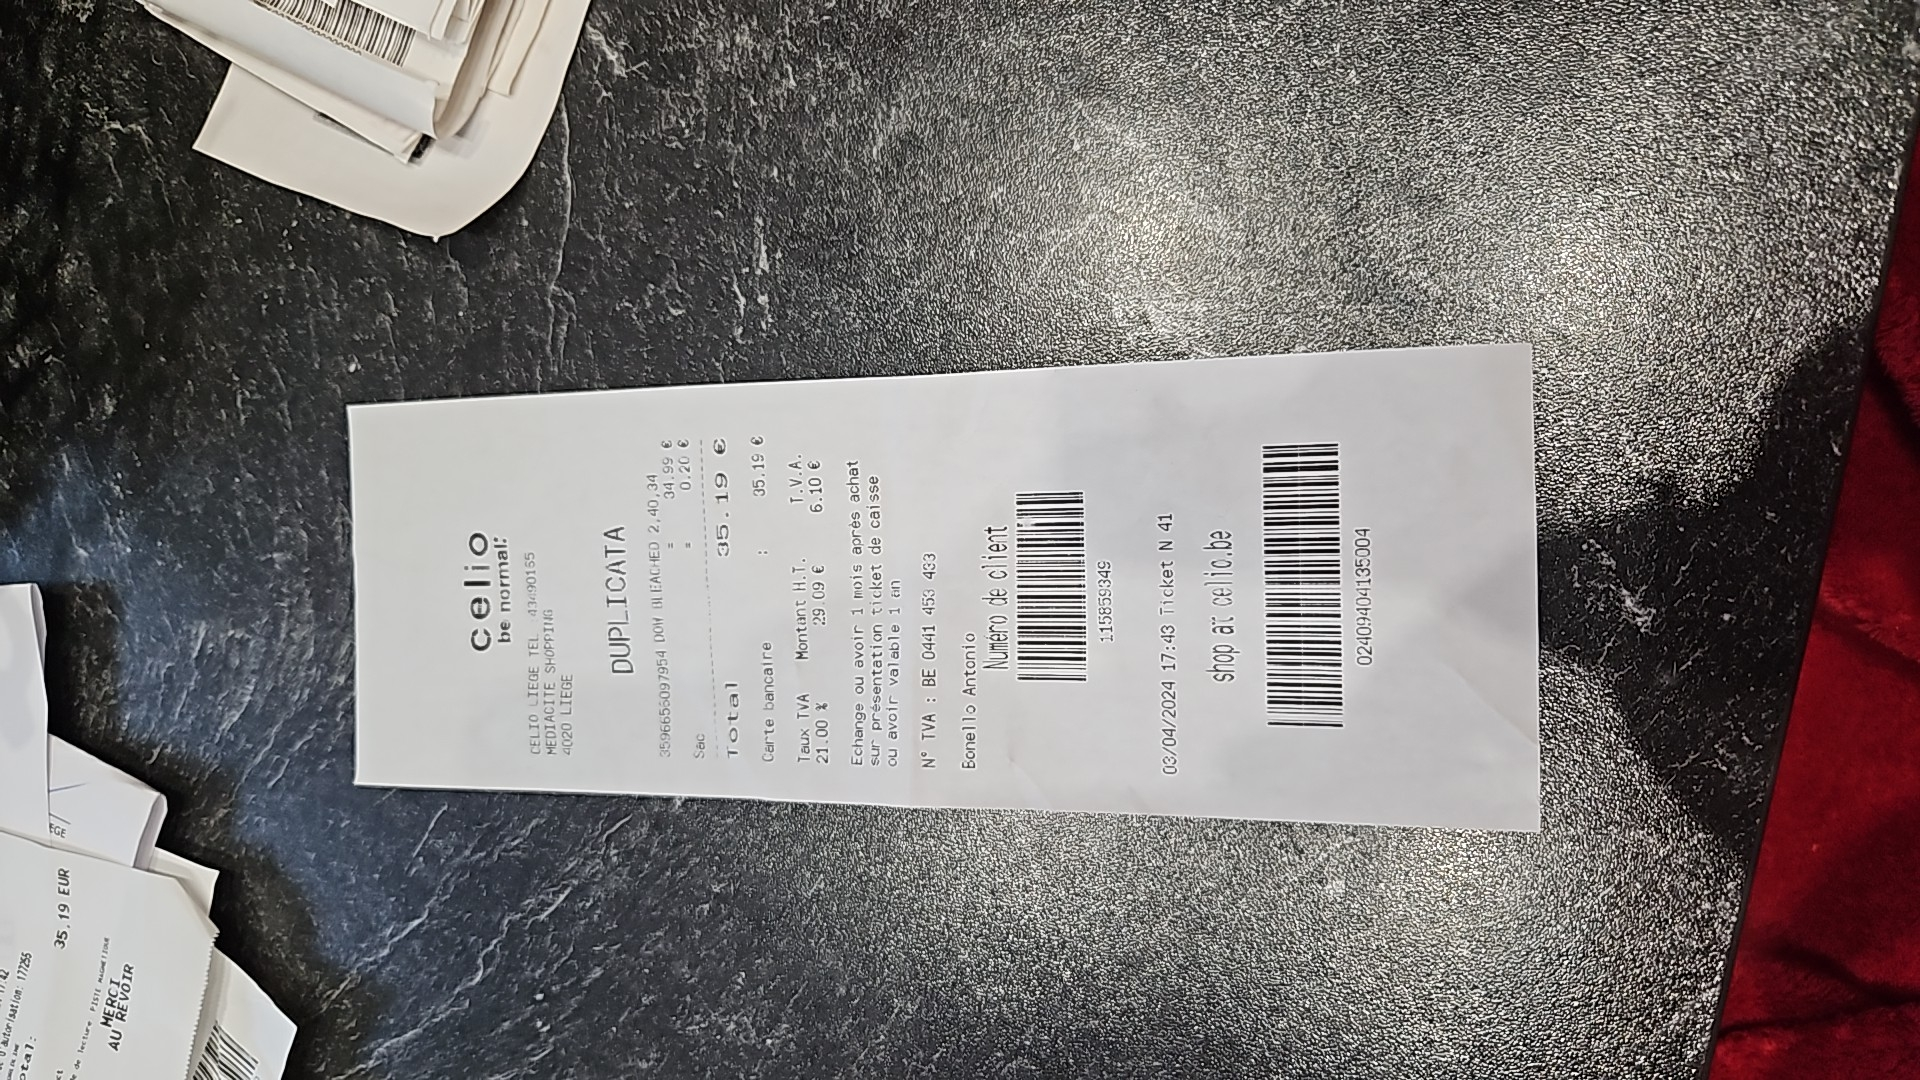 celio
be normal:
CELIO LIEGE TEL 43490155
MEDIACITE SHOPPING
4020 LIEGE
DUPLICATA
3596656097954 DOW BLEACHED 2,40,34
= 34.99 €
Sac = 0.20 €
Total 35.19 €
Carte bancaire : 35.19 €
Taux TVA Montant H.T. T.V.A.
21.00 % 29.09 € 6.10 €
Echange ou avoir 1 mois après achat
sur présentation ticket de caisse
ou avoir valable 1 an
N° TVA : BE 0441 453 433
Bonello Antonio
Numéro de client
115859349
03/04/2024 17:43 Ticket N 41
shop at celio.be
02409404135004
EGE/
35,19 EUR
MERCI
AU REVOIR